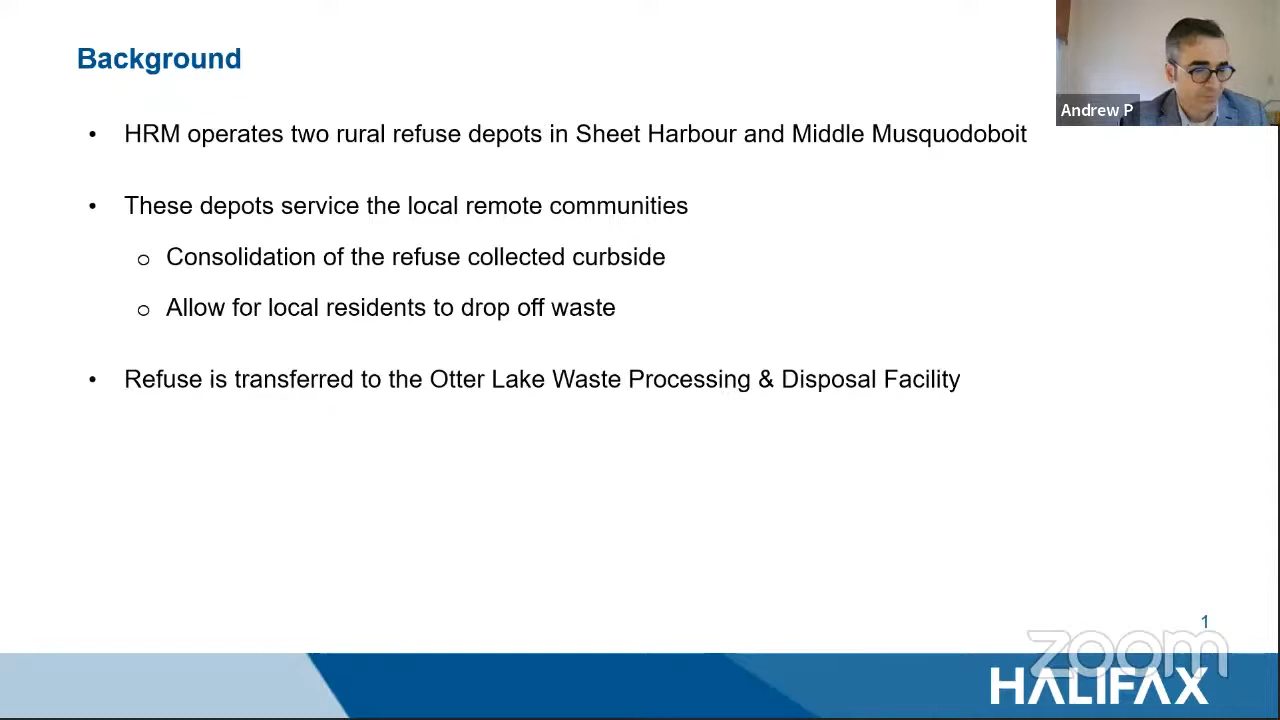 Background
Andrew P
• HRM operates two rural refuse depots in Sheet Harbour and Middle Musquodoboit
• These depots service the local remote communities
o Consolidation of the refuse collected curbside
o Allow for local residents to drop off waste
• Refuse is transferred to the Otter Lake Waste Processing & Disposal Facility
1
zoom
HALIFAX